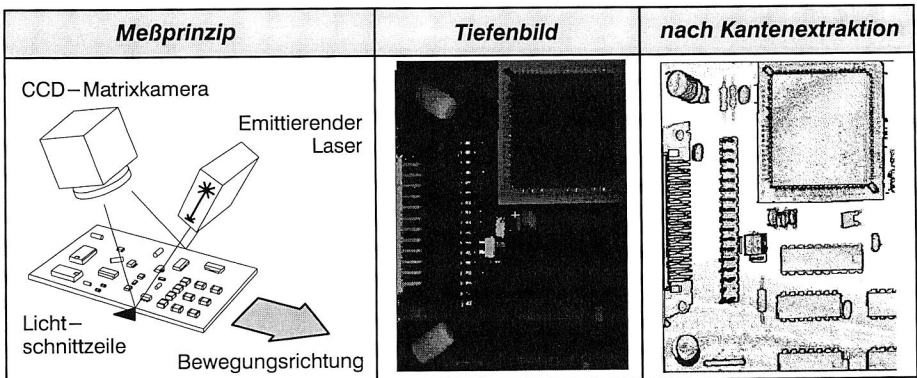 Meßprinzip
Tiefenbild
nach Kantenextraktion
CCD–Matrixkamera
Emittierender
Laser
Licht–
schnittzeile
Bewegungsrichtung